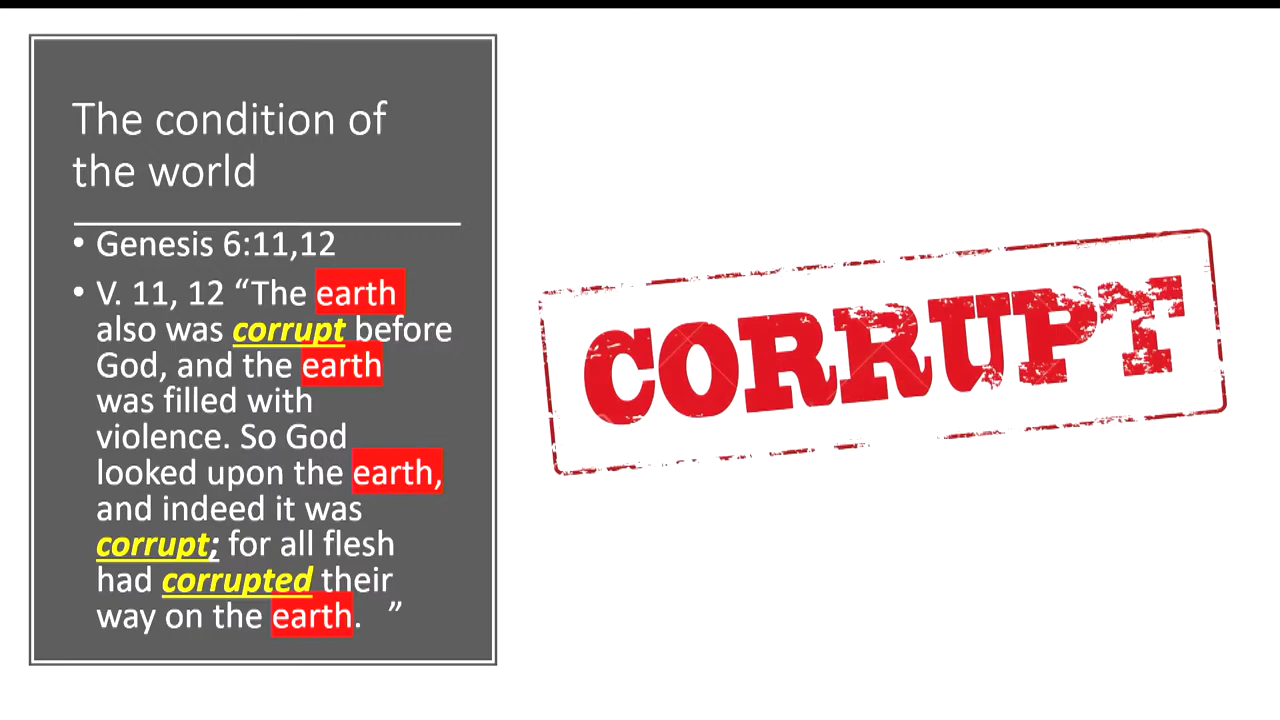 The condition of
the world
• Genesis 6:11,12
• V. 11, 12 “The earth
also was corrupt before
God, and the earth
was filled with
violence. So God
looked upon the earth,
and indeed it was
corrupt; for all flesh
had corrupted their
way on the earth. ”
CORRUPT